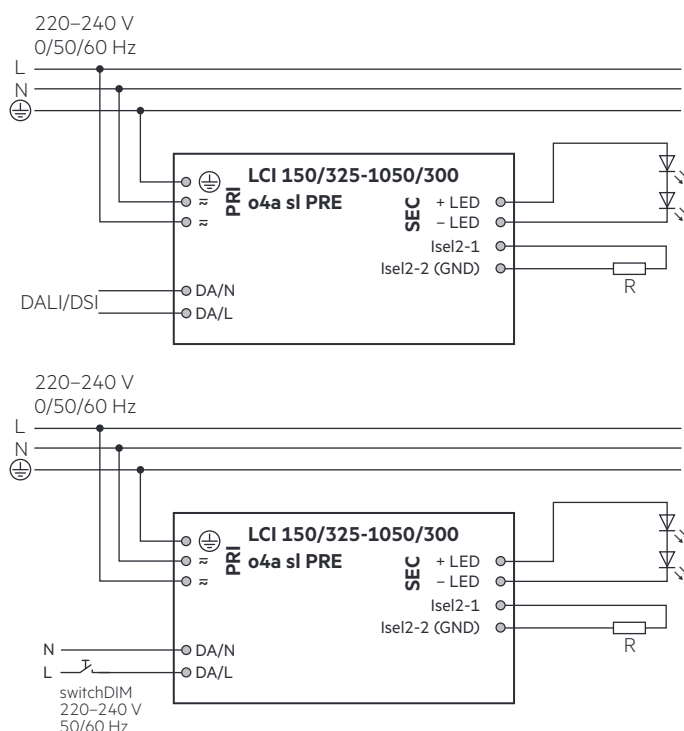 220–240 V
0/50/60 Hz
L
N
LCI 150/325-1050/300
PRI
o4a sl PRE
SEC
≂
≂
+ LED
– LED
Isel2-1
Isel2-2 (GND)
R
DALI/DSI
DA/N
DA/L
220–240 V
0/50/60 Hz
L
N
LCI 150/325-1050/300
PRI
o4a sl PRE
SEC
≂
≂
+ LED
– LED
Isel2-1
Isel2-2 (GND)
R
N
DA/N
L
DA/L
switchDIM
220–240 V
50/60 Hz